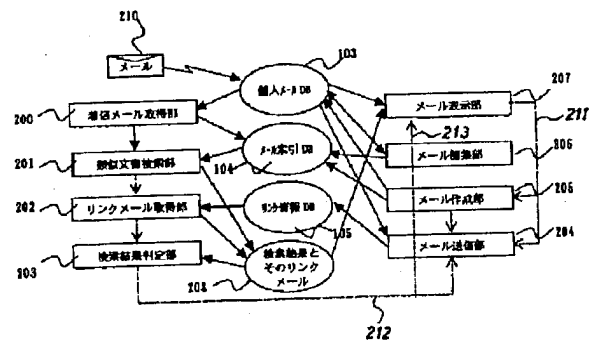 210
メール
103
個人メールDB
207
メール表示部
200
着信メール取得部
213
211
206
メール編集部
201
類似文書検索部
104
メール索引DB
205
メール作成部
202
リンクメール取得部
リンク情報DB
105
204
メール送信部
203
検索結果判定部
検索結果と
そのリンク
メール
208
212